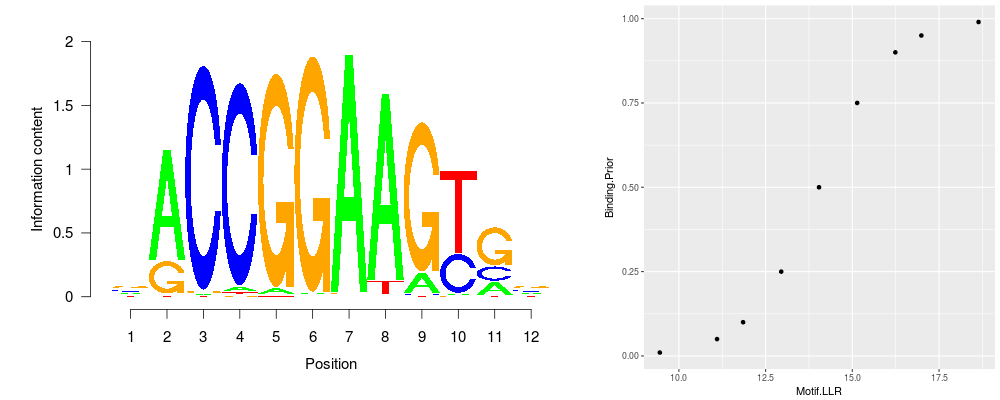 Information content
2
1.5
1
0.5
0
A
G
C
C
G
G
A
A
T
G
A
T
C
G
C
A
1 2 3 4 5 6 7 8 9 10 11 12
Position
Binding.Prior
1.00
0.75
0.50
0.25
0.00
10.0 12.5 15.0 17.5
Motif.LLR